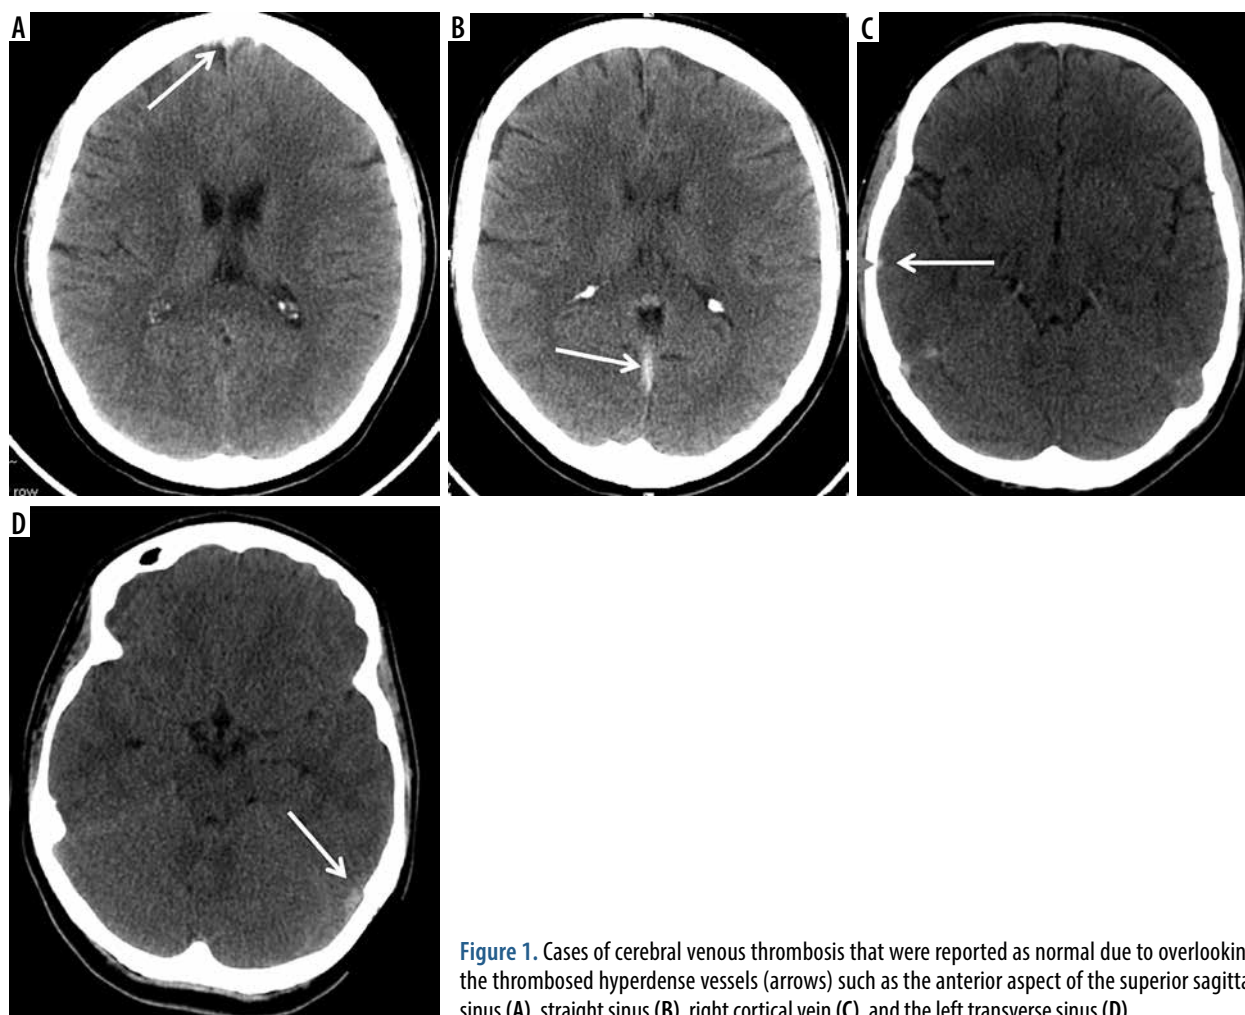 A
B
C
row
D
Figure 1. Cases of cerebral venous thrombosis that were reported as normal due to overlookin
the thrombosed hyperdense vessels (arrows) such as the anterior aspect of the superior sagitta
sinus (A), straight sinus (B), right cortical vein (C), and the left transverse sinus (D)